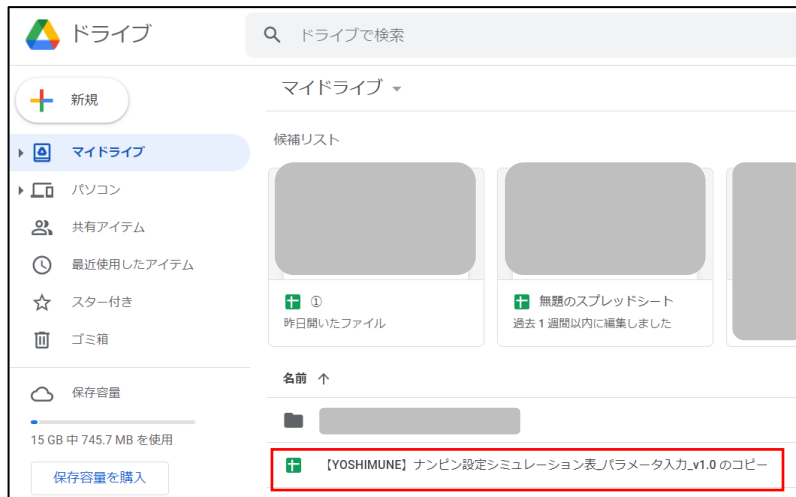 ドライブ
ドライブで検索
新規
マイドライブ
マイドライブ
パソコン
共有アイテム
最近使用したアイテム
スター付き
ゴミ箱
保存容量
15 GB 中 745.7 MB を使用
保存容量を購入
候補リスト
①
昨日開いたファイル
無題のスプレッドシート
過去 1 週間以内に編集しました
名前 ↑
【YOSHIMUNE】ナンピン設定シミュレーション表_パラメータ入力_v1.0 のコピー